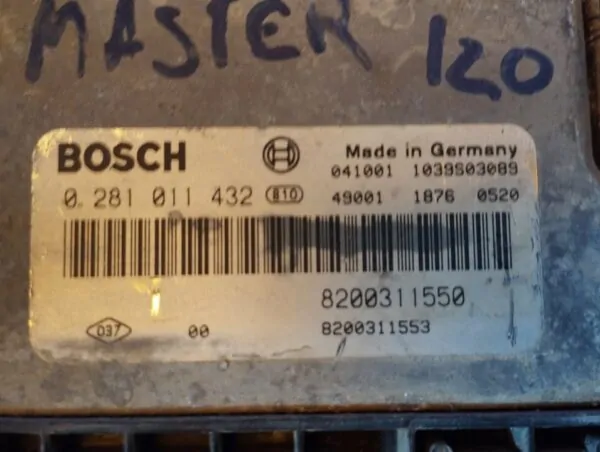 MASTER 120
BOSCH Made in Germany
041001 1039S03089
0 281 011 432 B10 49001 1876 0520
8200311550
037 00 8200311553